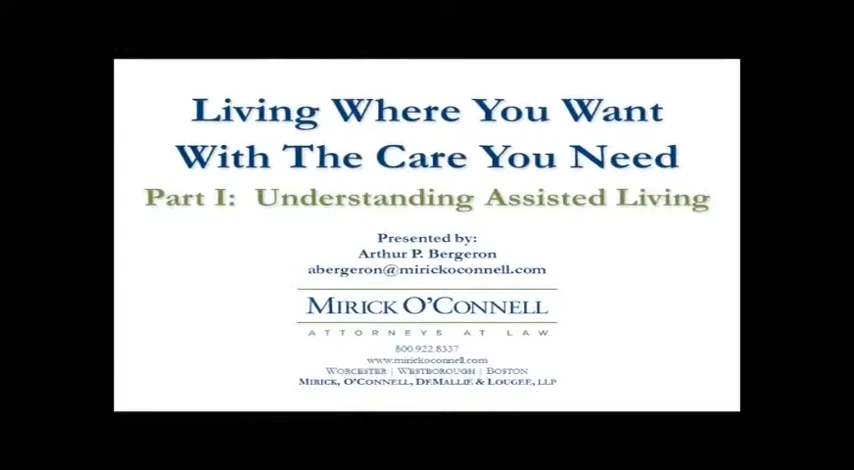 Living Where You Want
With The Care You Need
Part I: Understanding Assisted Living
Presented by:
Arthur P. Bergeron
abergeron@mirickoconnell.com
MIRICK O'CONNELL
ATTORNEYS AT LAW
800.922.8337
www.mirickoconnell.com
WORCESTER | WESTBOROUGH | BOSTON
MIRICK, O'CONNELL, DEMALLIE & LOUGEE, LLP